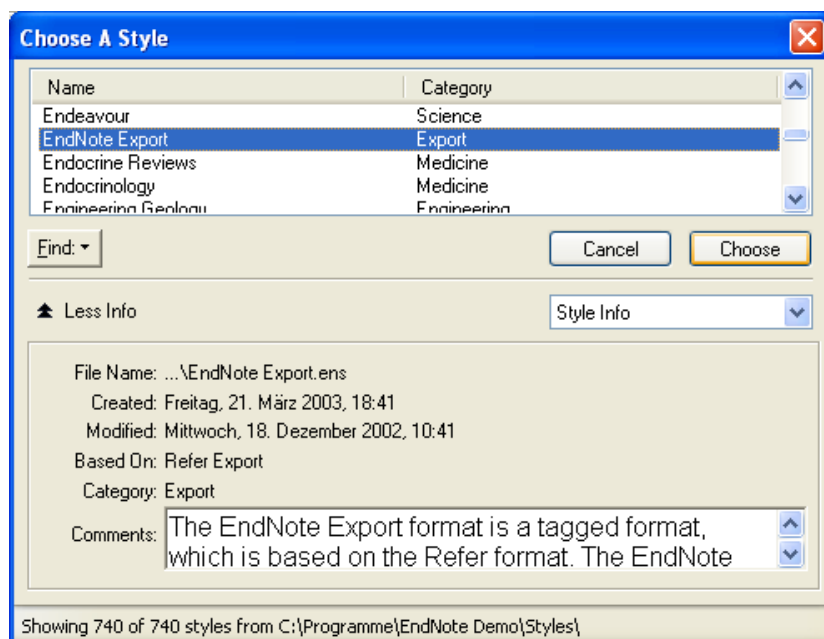 Choose A Style
Name Category
Endeavour Science
EndNote Export Export
Endocrine Reviews Medicine
Endocrinology Medicine
Engineering Geology Engineering
Find: Cancel Choose
Less Info Style Info
File Name: ...\EndNote Export.ens
Created: Freitag, 21. März 2003, 18:41
Modified: Mittwoch, 18. Dezember 2002, 10:41
Based On: Refer Export
Category: Export
Comments: The EndNote Export format is a tagged format,
which is based on the Refer format. The EndNote
Showing 740 of 740 styles from C:\Programme\EndNote Demo\Styles\